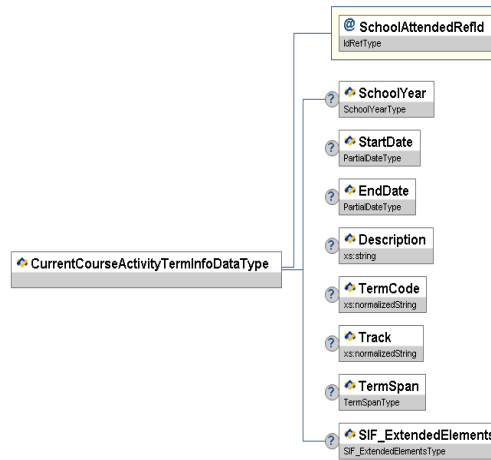 @ SchoolAttendedRefId
IdRefType
? SchoolYear
SchoolYearType
? StartDate
PartialDateType
? EndDate
PartialDateType
? Description
xs:string
CurrentCourseActivityTermInfoDataType
? TermCode
xs:normalizedString
? Track
xs:normalizedString
? TermSpan
TermSpanType
? SIF_ExtendedElements
SIF_ExtendedElementsType